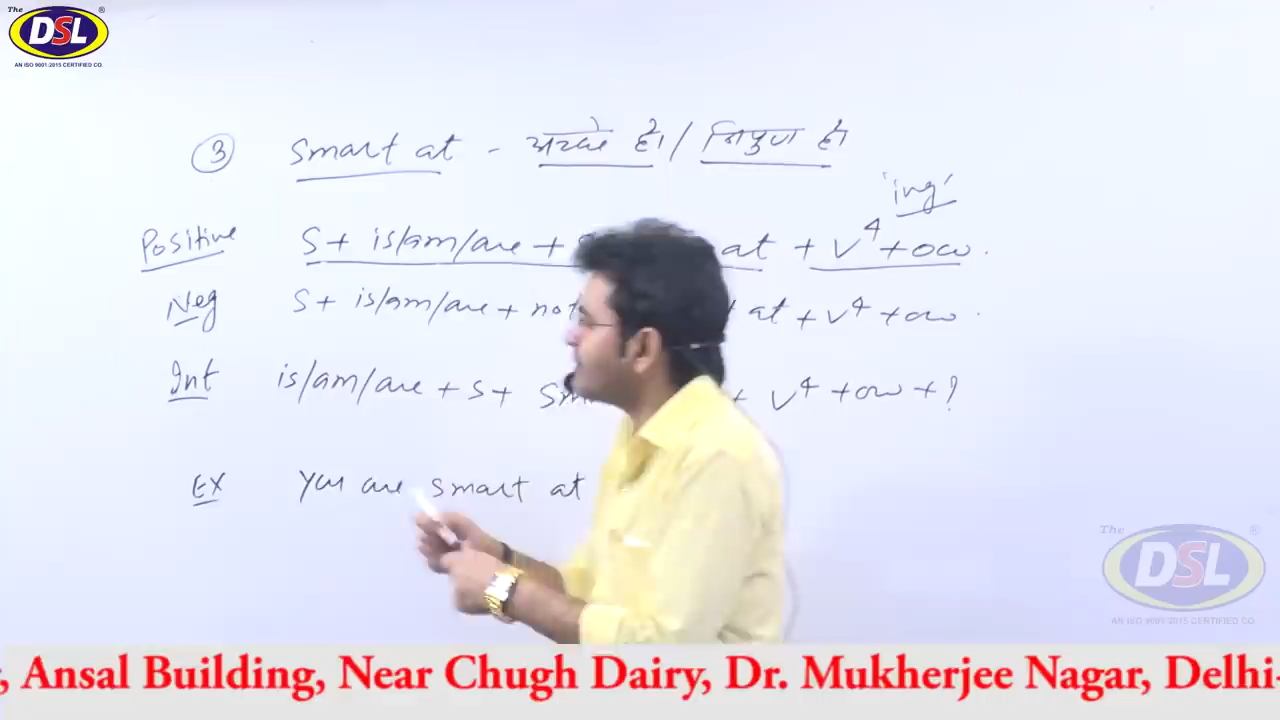 The
DSL ®
AN ISO 9001:2015 CERTIFIED CO.
③ Smart at - अच्छे हो / निपुण हो
'ing'
Positive S + is/am/are + at + V⁴ + ow.
Neg S + is/am/are + not at + V⁴ + ow.
Int is/am/are + S + + V⁴ + ow + ?
EX You are smart at
The
DSL ®
AN ISO 9001:2015 CERTIFIED CO.
, Ansal Building, Near Chugh Dairy, Dr. Mukherjee Nagar, Delhi-